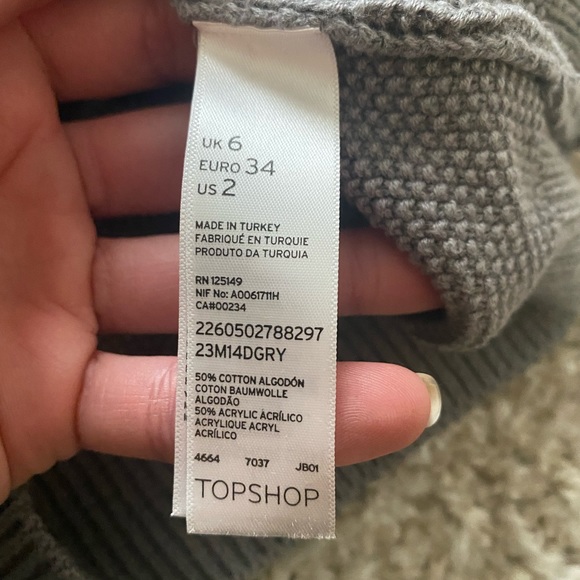 UK 6
EURO 34
US 2
MADE IN TURKEY
FABRIQUÉ EN TURQUIE
PRODUTO DA TURQUIA
RN 125149
NIF No: A0061711H
CA#00234
2260502788297
23M14DGRY
50% COTTON ALGODÓN
COTON BAUMWOLLE
ALGODÃO
50% ACRYLIC ACRÍLICO
ACRYLIQUE ACRYL
ACRÍLICO
4664 7037 JB01
TOPSHOP